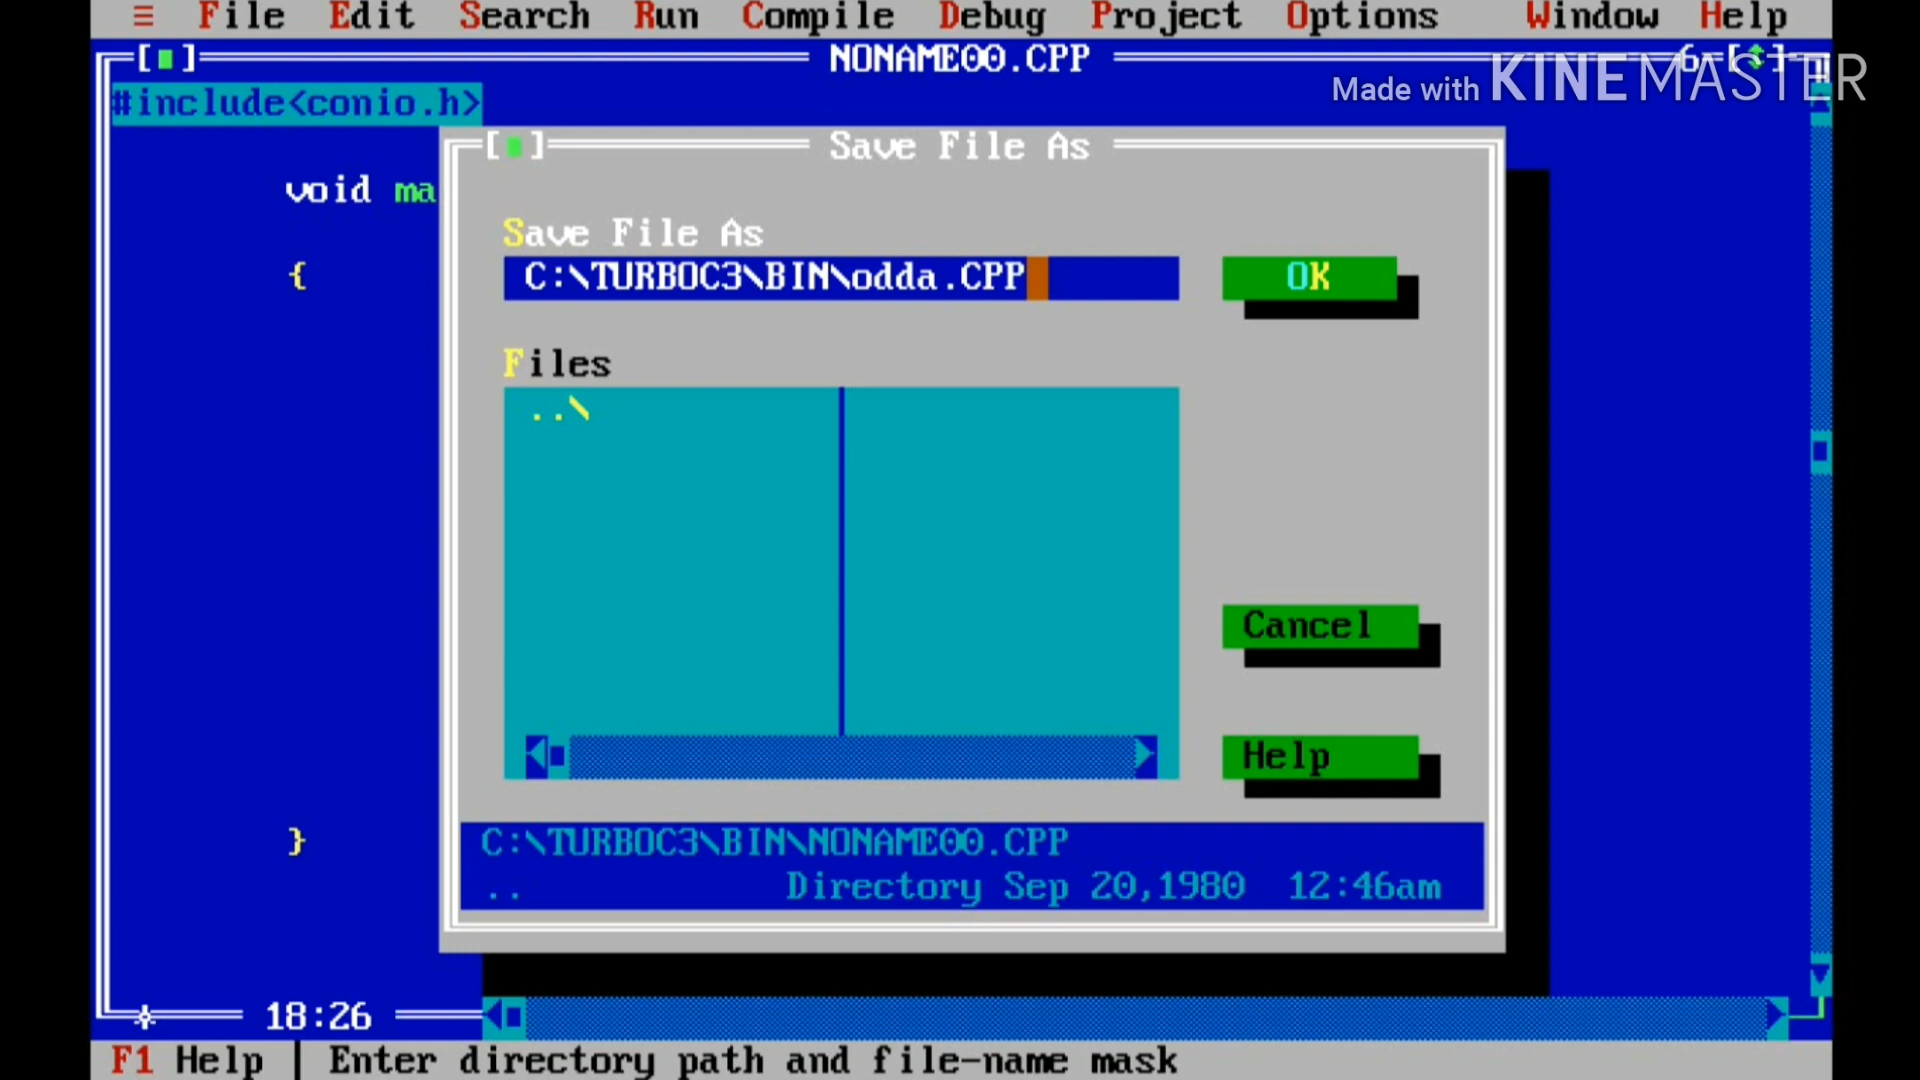 ≡ File Edit Search Run Compile Debug Project Options Window Help
[■] NONAME00.CPP 6=[↕]
Made with KINEMASTER
#include<conio.h>
[■] Save File As
void ma
Save File As
{
C:\TURBOC3\BIN\odda.CPP
OK
Files
..\
Cancel
Help
}
C:\TURBOC3\BIN\NONAME00.CPP
.. Directory Sep 20,1980 12:46am
18:26
F1 Help | Enter directory path and file-name mask